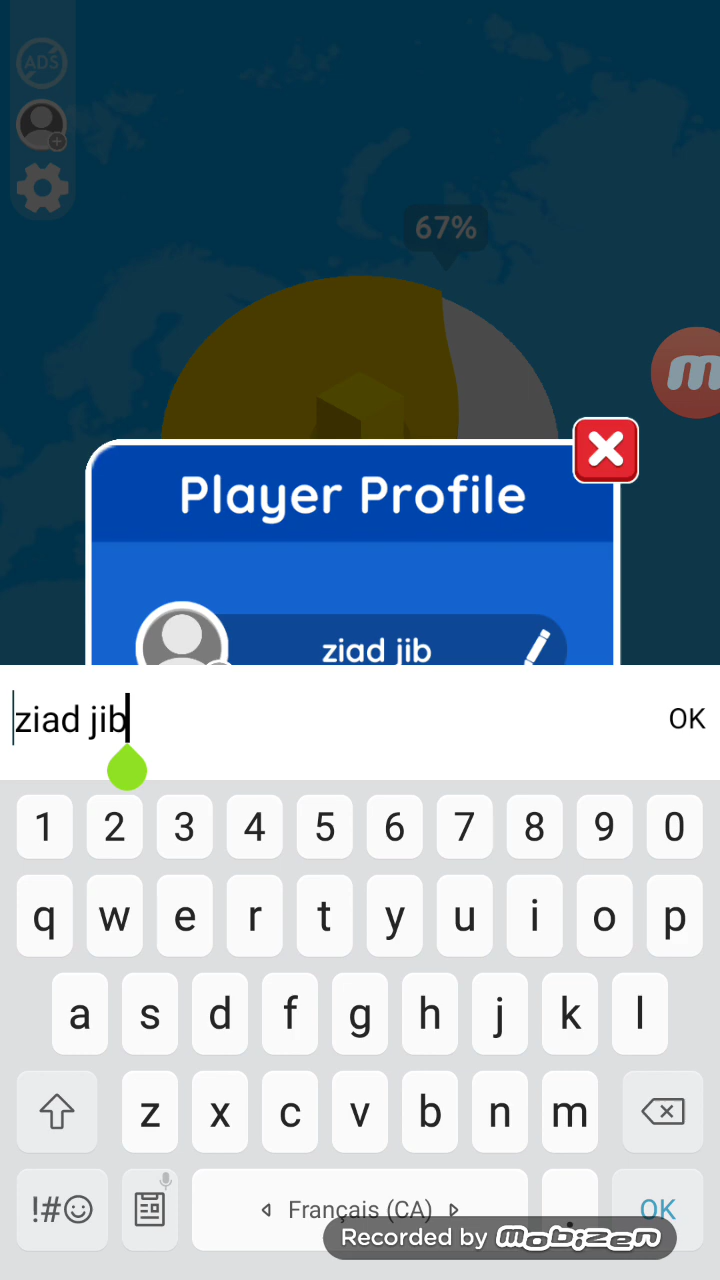 ADS
67%
m
Player Profile
ziad jib
ziad jib OK
1 2 3 4 5 6 7 8 9 0
q w e r t y u i o p
a s d f g h j k l
z x c v b n m
!# Français (CA) . OK
Recorded by mobizen